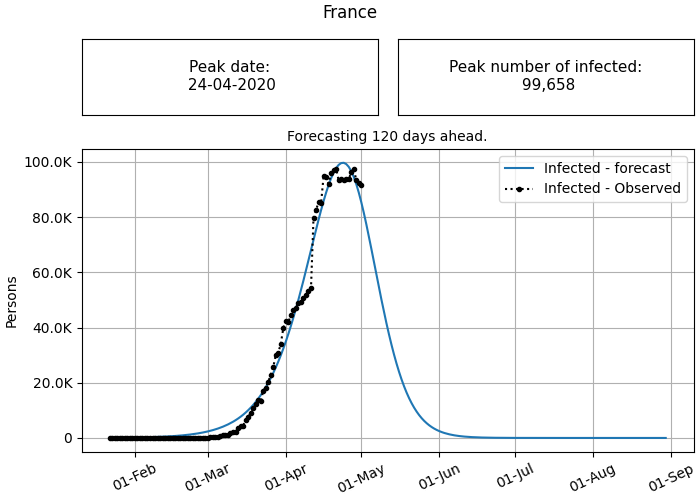 France
Peak date:
24-04-2020
Peak number of infected:
99,658
Forecasting 120 days ahead.
100.0K
80.0K
60.0K
40.0K
20.0K
0
Persons
Infected - forecast
Infected - Observed
01-Feb
01-Mar
01-Apr
01-May
01-Jun
01-Jul
01-Aug
01-Sep